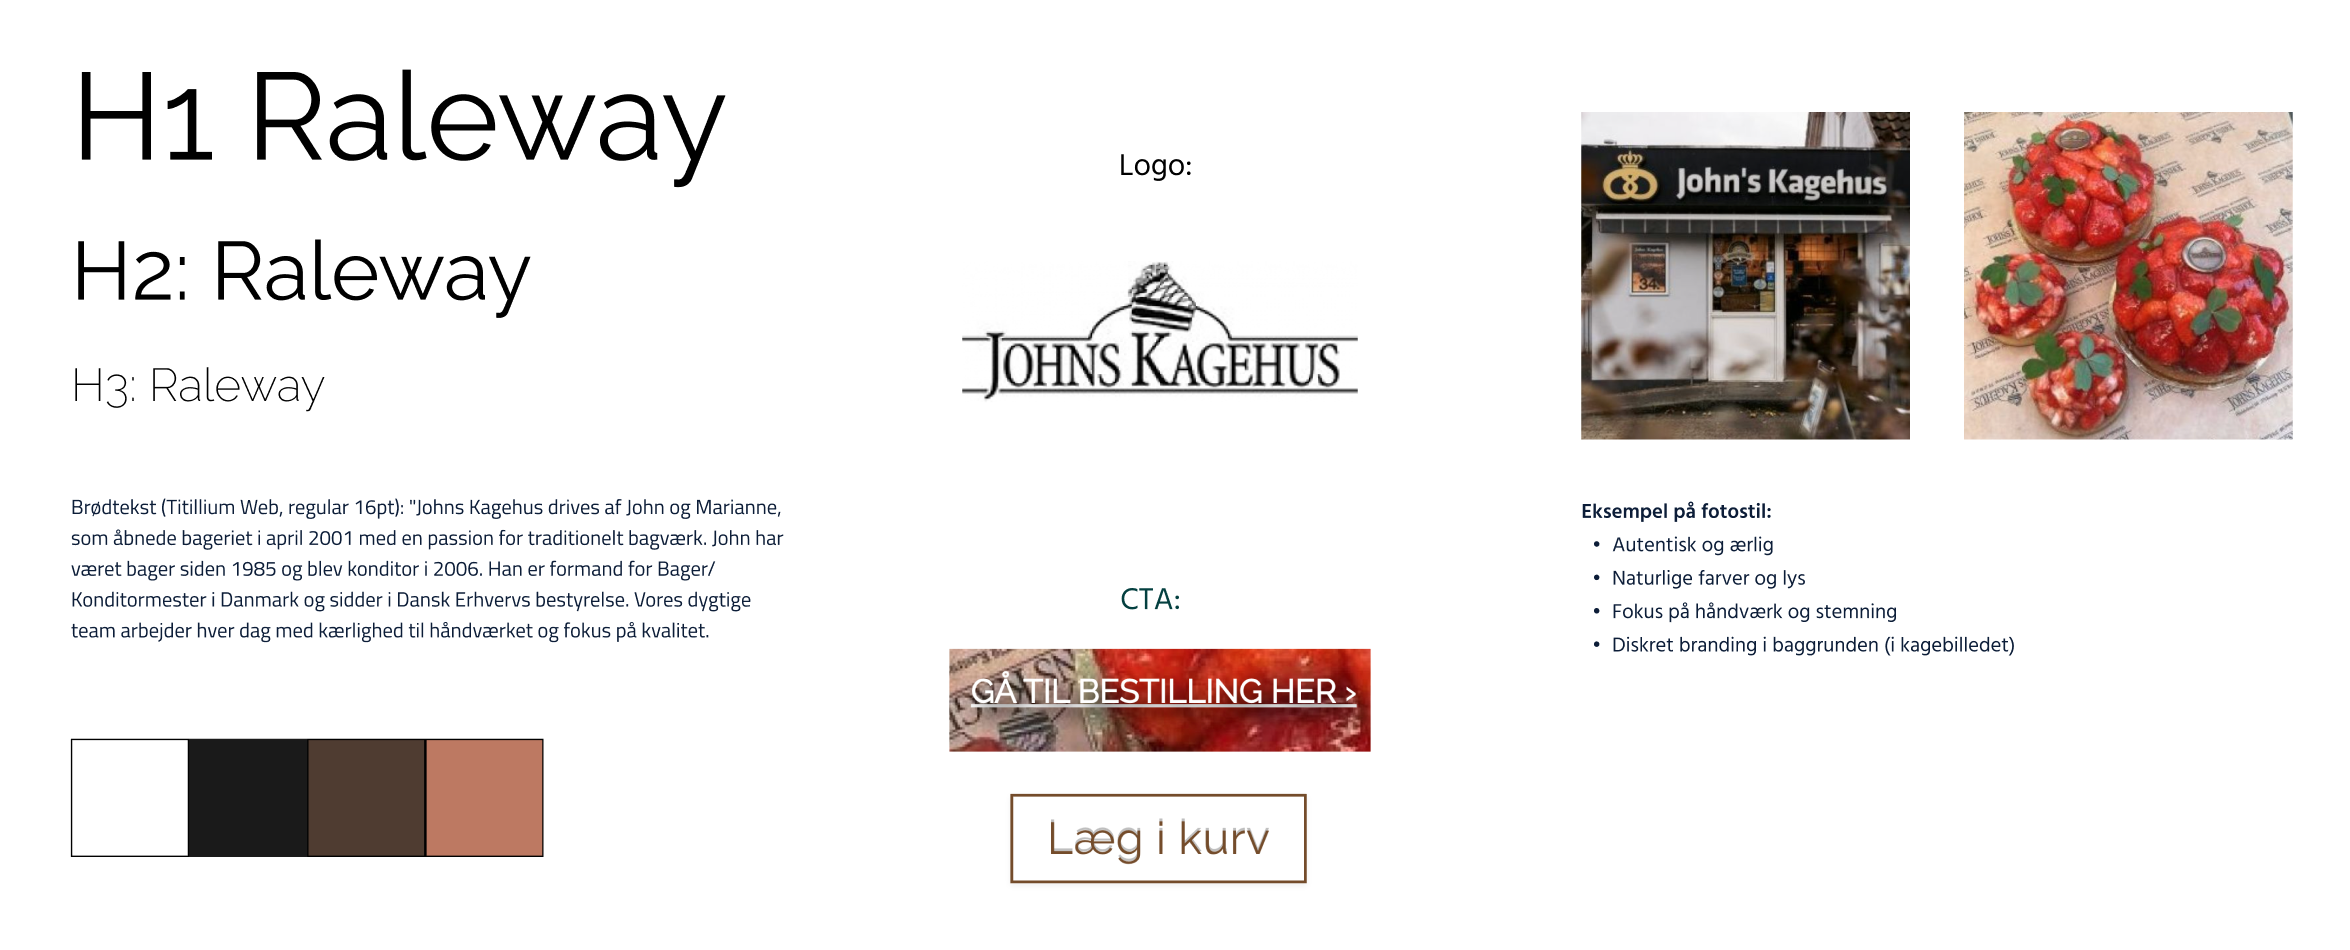 H1 Raleway
H2: Raleway
H3: Raleway
Brødtekst (Titillium Web, regular 16pt): "Johns Kagehus drives af John og Marianne,
som åbnede bageriet i april 2001 med en passion for traditionelt bagværk. John har
været bager siden 1985 og blev konditor i 2006. Han er formand for Bager/
Konditormester i Danmark og sidder i Dansk Erhvervs bestyrelse. Vores dygtige
team arbejder hver dag med kærlighed til håndværket og fokus på kvalitet.
Logo:
JOHNS KAGEHUS
CTA:
GÅ TIL BESTILLING HER >
Læg i kurv
John's Kagehus
34.
Eksempel på fotostil:
• Autentisk og ærlig
• Naturlige farver og lys
• Fokus på håndværk og stemning
• Diskret branding i baggrunden (i kagebilledet)